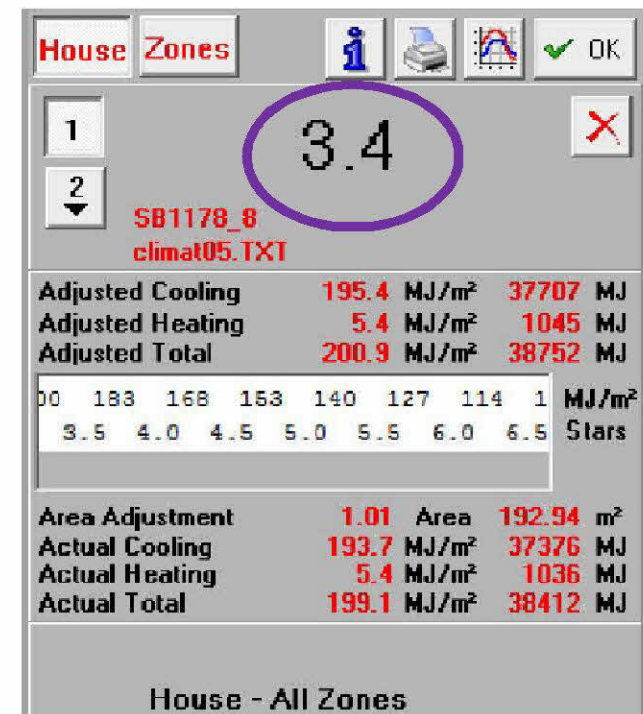 House Zones i OK
1 3.4
2
SB1178_8
climat05.TXT
Adjusted Cooling 195.4 MJ/m² 37707 MJ
Adjusted Heating 5.4 MJ/m² 1045 MJ
Adjusted Total 200.9 MJ/m² 38752 MJ
00 183 168 153 140 127 114 1 MJ/m²
3.5 4.0 4.5 5.0 5.5 6.0 6.5 Stars
Area Adjustment 1.01 Area 192.94 m²
Actual Cooling 193.7 MJ/m² 37376 MJ
Actual Heating 5.4 MJ/m² 1036 MJ
Actual Total 199.1 MJ/m² 38412 MJ
House - All Zones